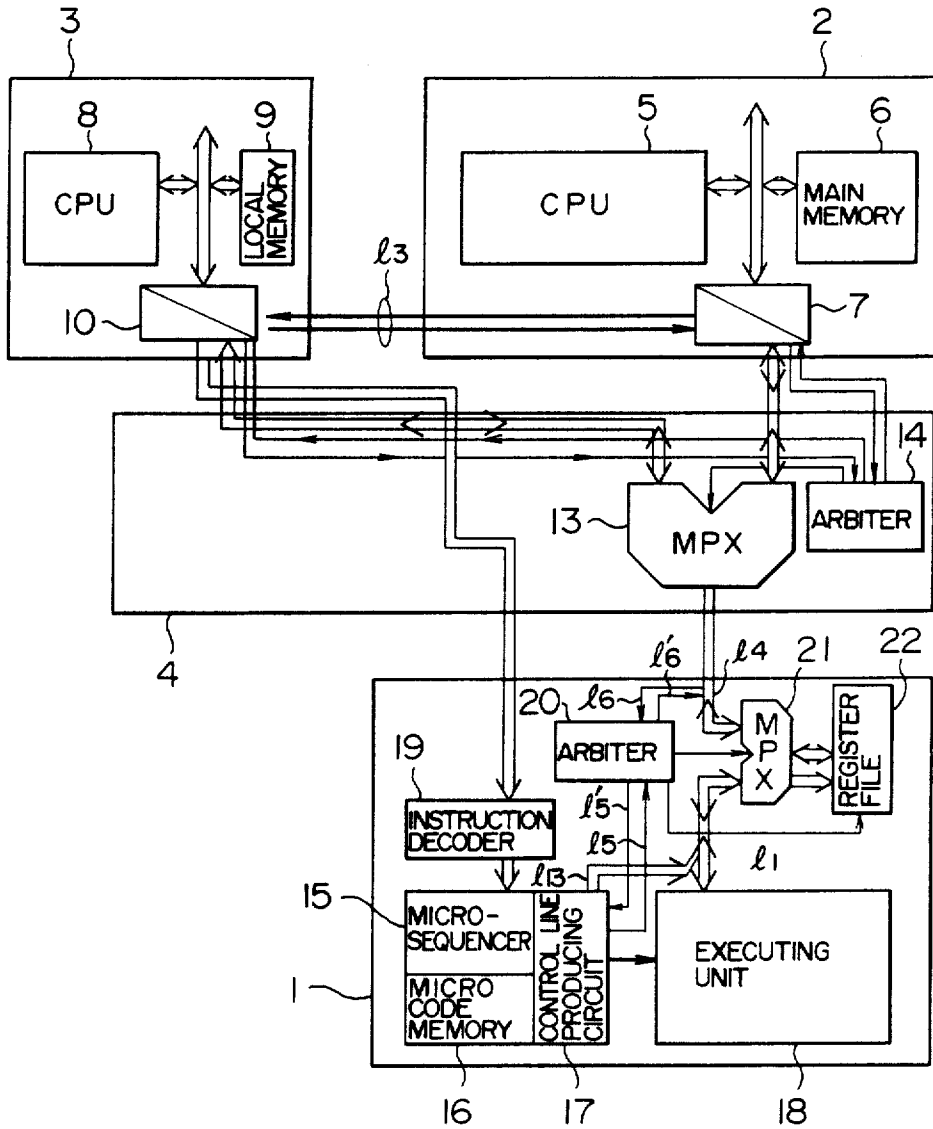 3
2
8
9
5
6
CPU
LOCAL
MEMORY
CPU
MAIN
MEMORY
ℓ3
10
7
14
13
MPX
ARBITER
4
ℓ'6
ℓ4
21
22
ℓ6
20
ARBITER
MPX
REGISTER
FILE
19
INSTRUCTION
DECODER
ℓ'5
ℓ5
ℓ13
ℓ1
15
MICRO-
SEQUENCER
CONTROL LINE
PRODUCING
CIRCUIT
EXECUTING
UNIT
1
MICRO
CODE
MEMORY
16
17
18